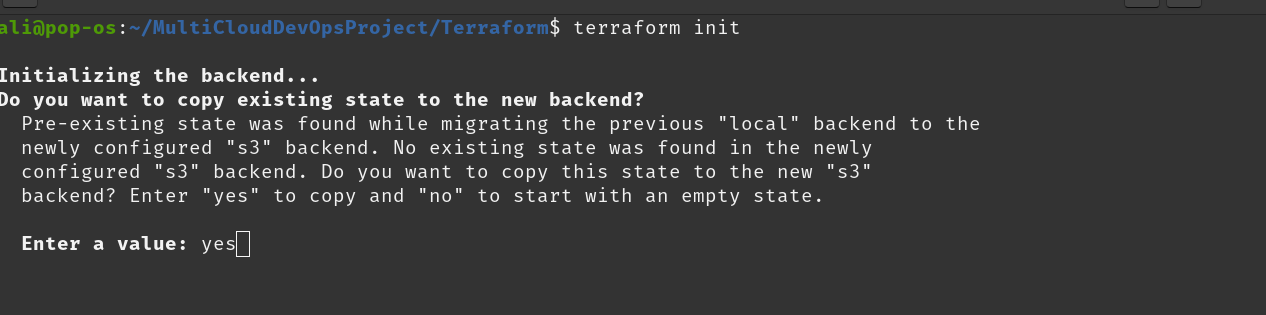 ali@pop-os:~/MultiCloudDevOpsProject/Terraform$ terraform init
Initializing the backend...
Do you want to copy existing state to the new backend?
Pre-existing state was found while migrating the previous "local" backend to the
newly configured "s3" backend. No existing state was found in the newly
configured "s3" backend. Do you want to copy this state to the new "s3"
backend? Enter "yes" to copy and "no" to start with an empty state.
Enter a value: yes